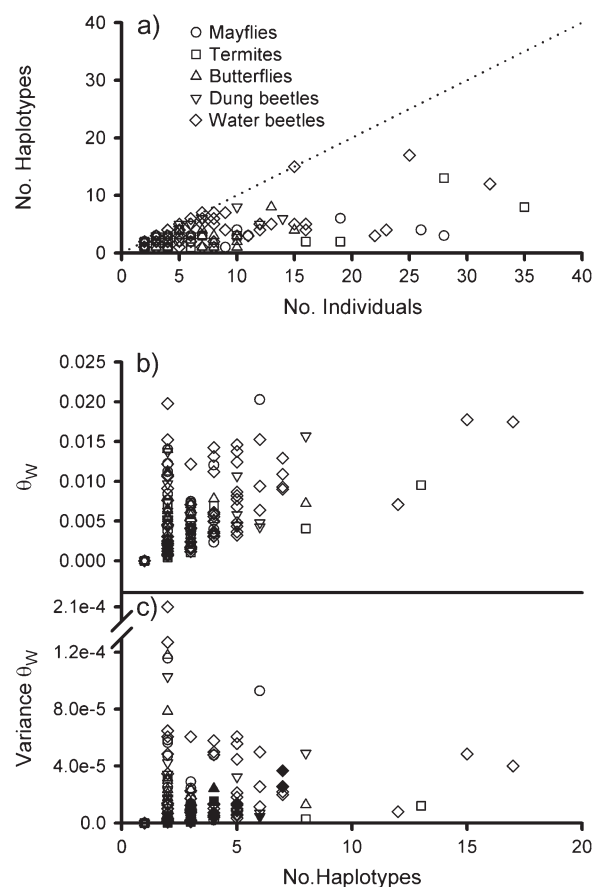 a)
No. Haplotypes
40
30
20
10
0
Mayflies
Termites
Butterflies
Dung beetles
Water beetles
0 5 10 15 20 25 30 35 40
No. Individuals
b)
θW
0.025
0.020
0.015
0.010
0.005
0.000
c)
Variance θW
2.1e-4
1.2e-4
8.0e-5
4.0e-5
0.0
0 5 10 15 20
No.Haplotypes